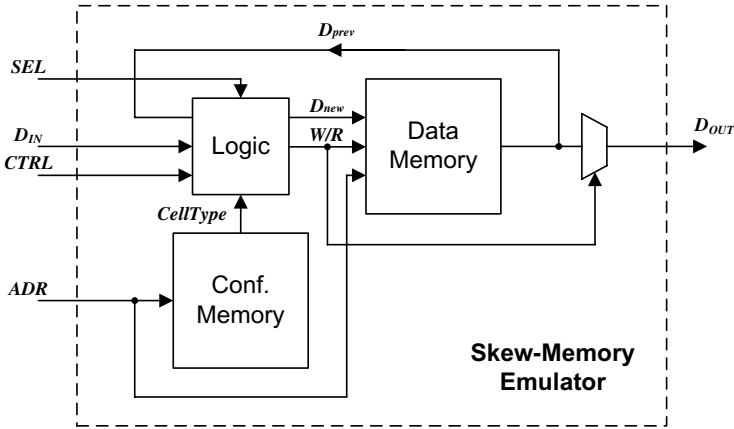 D_prev
SEL
D_new
D_IN
Logic
W/R
Data
Memory
D_OUT
CTRL
CellType
ADR
Conf.
Memory
Skew-Memory
Emulator